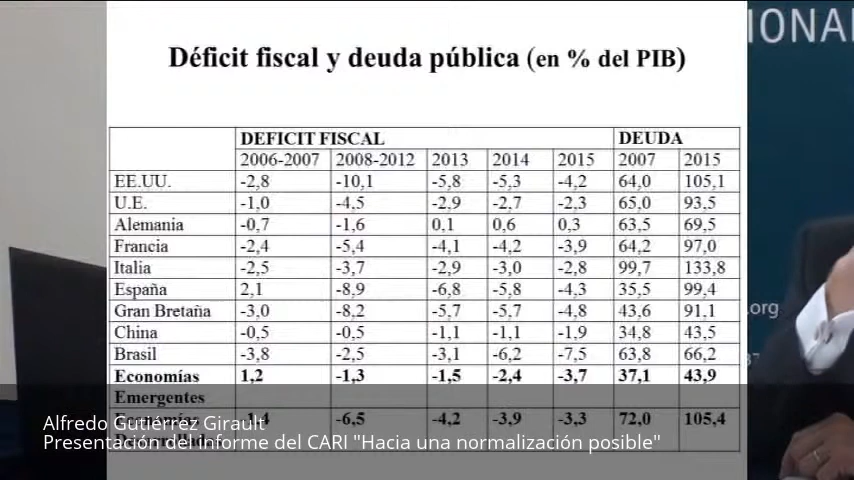 IONA
Déficit fiscal y deuda pública (en % del PIB)
DEFICIT FISCAL DEUDA
2006-2007 2008-2012 2013 2014 2015 2007 2015
EE.UU. -2,8 -10,1 -5,8 -5,3 -4,2 64,0 105,1
U.E. -1,0 -4,5 -2,9 -2,7 -2,3 65,0 93,5
Alemania -0,7 -1,6 0,1 0,6 0,3 63,5 69,5
Francia -2,4 -5,4 -4,1 -4,2 -3,9 64,2 97,0
Italia -2,5 -3,7 -2,9 -3,0 -2,8 99,7 133,8
España 2,1 -8,9 -6,8 -5,8 -4,3 35,5 99,4
Gran Bretaña -3,0 -8,2 -5,7 -5,7 -4,8 43,6 91,1
.org
China -0,5 -0,5 -1,1 -1,1 -1,9 34,8 43,5
Brasil -3,8 -2,5 -3,1 -6,2 -7,5 63,8 66,2
Economías 1,2 -1,3 -1,5 -2,4 -3,7 37,1 43,9
Emergentes
Economías -1,4 -6,5 -4,2 -3,9 -3,3 72,0 105,4
Alfredo Gutiérrez Girault
Presentación del Informe del CARI "Hacia una normalización posible"